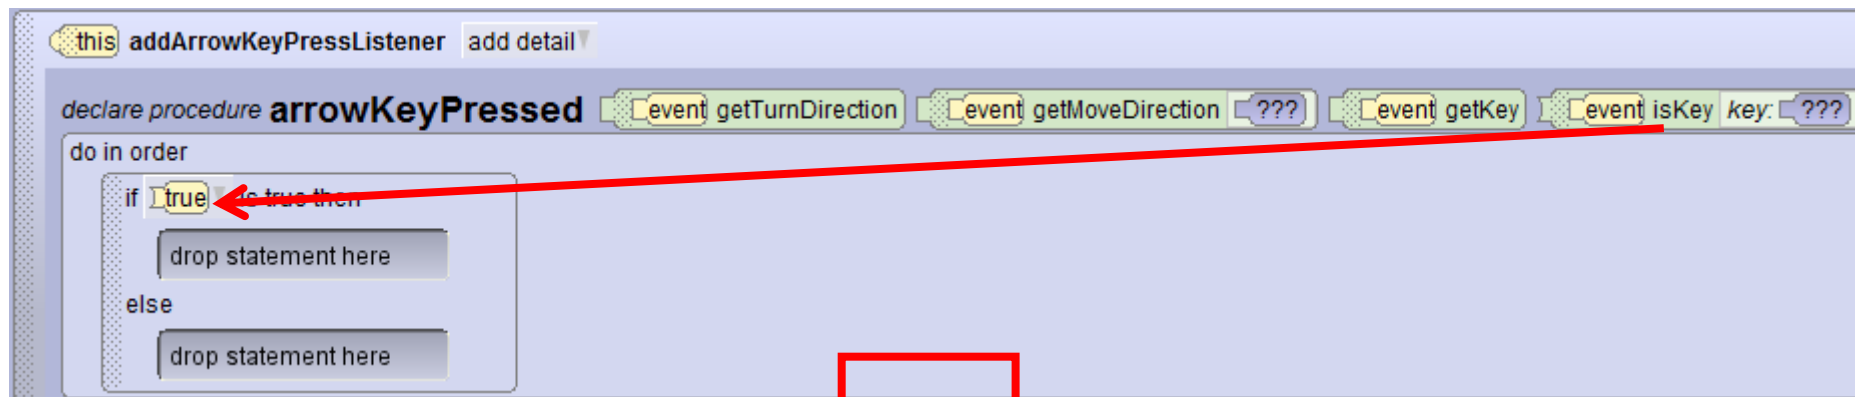 this addArrowKeyPressListener add detail
declare procedure arrowKeyPressed event getTurnDirection event getMoveDirection ??? event getKey event isKey key: ???
do in order
if true is true then
drop statement here
else
drop statement here